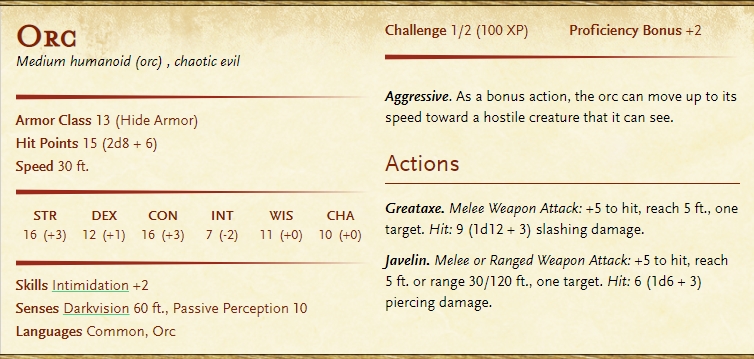 Orc
Medium humanoid (orc) , chaotic evil
Armor Class 13 (Hide Armor)
Hit Points 15 (2d8 + 6)
Speed 30 ft.
STR DEX CON INT WIS CHA
16 (+3) 12 (+1) 16 (+3) 7 (-2) 11 (+0) 10 (+0)
Skills Intimidation +2
Senses Darkvision 60 ft., Passive Perception 10
Languages Common, Orc
Challenge 1/2 (100 XP) Proficiency Bonus +2
Aggressive. As a bonus action, the orc can move up to its
speed toward a hostile creature that it can see.
Actions
Greataxe. Melee Weapon Attack: +5 to hit, reach 5 ft., one
target. Hit: 9 (1d12 + 3) slashing damage.
Javelin. Melee or Ranged Weapon Attack: +5 to hit, reach
5 ft. or range 30/120 ft., one target. Hit: 6 (1d6 + 3)
piercing damage.